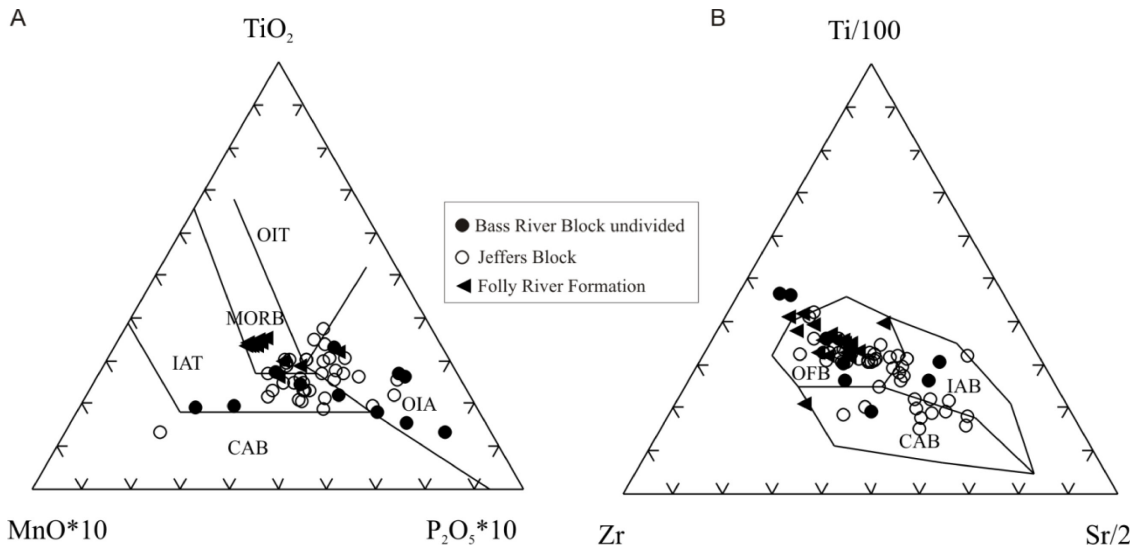 A
B
TiO₂
Ti/100
OIT
MORB
IAT
OIA
CAB
MnO*10
P₂O₅*10
Bass River Block undivided
Jeffers Block
Folly River Formation
OFB
IAB
CAB
Zr
Sr/2